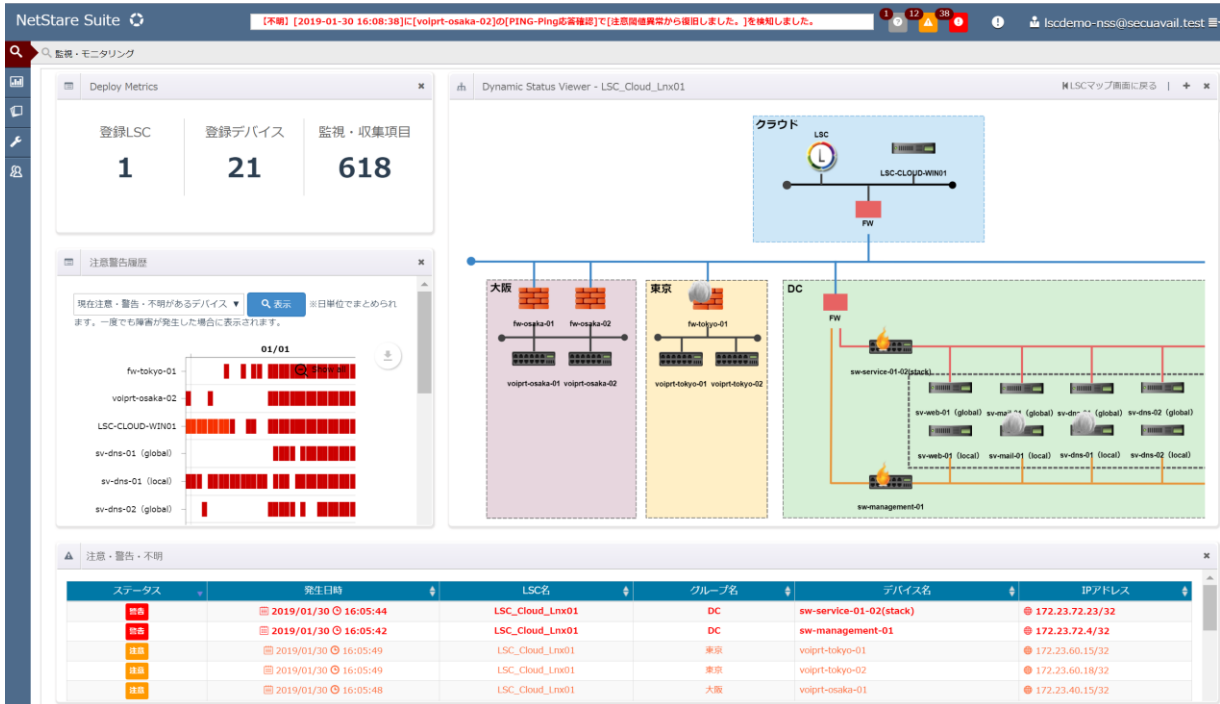 NetStare Suite
【不明】[2019-01-30 16:08:38]に[voiprt-osaka-02]の[PING-Ping応答確認]で[注意閾値異常から復旧しました。]を検知しました。
1 12 38
lscdemo-nss@secuavail.test
監視・モニタリング
Deploy Metrics
登録LSC 登録デバイス 監視・収集項目
1 21 618
注意警告履歴
現在注意・警告・不明があるデバイス ▼ 表示 ※日単位でまとめられ
ます。一度でも障害が発生した場合に表示されます。
01/01
Show all
fw-tokyo-01
voiprt-osaka-02
LSC-CLOUD-WIN01
sv-dns-01 (global)
sv-dns-01 (local)
sv-dns-02 (global)
Dynamic Status Viewer - LSC_Cloud_Lnx01
LSCマップ画面に戻る | + ×
クラウド
LSC
L
LSC-CLOUD-WIN01
FW
大阪
fw-osaka-01 fw-osaka-02
voiprt-osaka-01 voiprt-osaka-02
東京
fw-tokyo-01
voiprt-tokyo-01 voiprt-tokyo-02
DC
FW
sw-service-01-02(stack)
sv-web-01 (global) (global) (global) sv-dns-02 (global)
sv-web-01 (local) sv-mail-01 (local) sv-dns-01 (local) sv-dns-02 (local)
sw-management-01
注意・警告・不明
ステータス 発生日時 LSC名 グループ名 デバイス名 IPアドレス
警告 2019/01/30 16:05:44 LSC_Cloud_Lnx01 DC sw-service-01-02(stack) 172.23.72.23/32
警告 2019/01/30 16:05:42 LSC_Cloud_Lnx01 DC sw-management-01 172.23.72.4/32
注意 2019/01/30 16:05:49 LSC_Cloud_Lnx01 東京 voiprt-tokyo-01 172.23.60.15/32
注意 2019/01/30 16:05:49 LSC_Cloud_Lnx01 東京 voiprt-tokyo-02 172.23.60.18/32
注意 2019/01/30 16:05:48 LSC_Cloud_Lnx01 大阪 voiprt-osaka-01 172.23.40.15/32